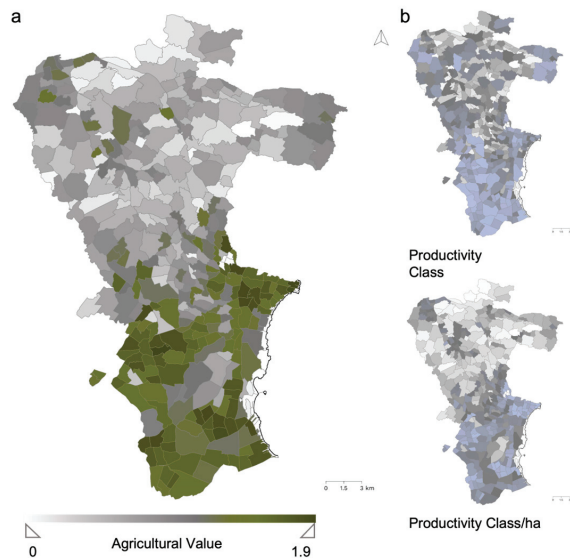 a
b
Productivity
Class
0 1.5 3 km
Productivity Class/ha
Agricultural Value
0
1.9